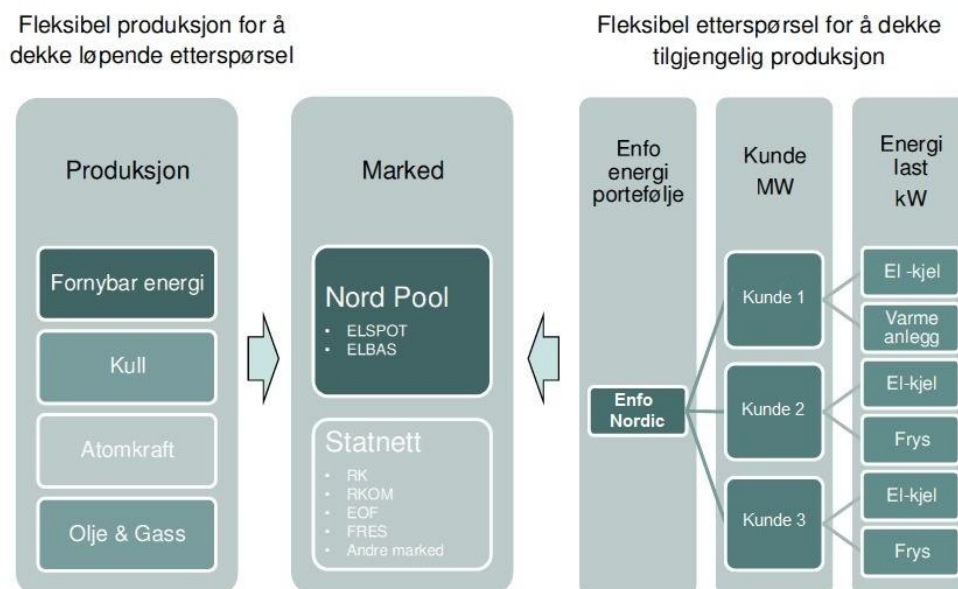 Fleksibel produksjon for å
dekke løpende etterspørsel
Fleksibel etterspørsel for å dekke
tilgjengelig produksjon
Produksjon
Fornybar energi
Kull
Atomkraft
Olje & Gass
Marked
Nord Pool
• ELSPOT
• ELBAS
Statnett
• RK
• RKOM
• EOF
• FRES
• Andre marked
Enfo
energi
portefølje
Enfo
Nordic
Kunde
MW
Kunde 1
Kunde 2
Kunde 3
Energi
last
kW
El -kjel
Varme
anlegg
El-kjel
Frys
El-kjel
Frys